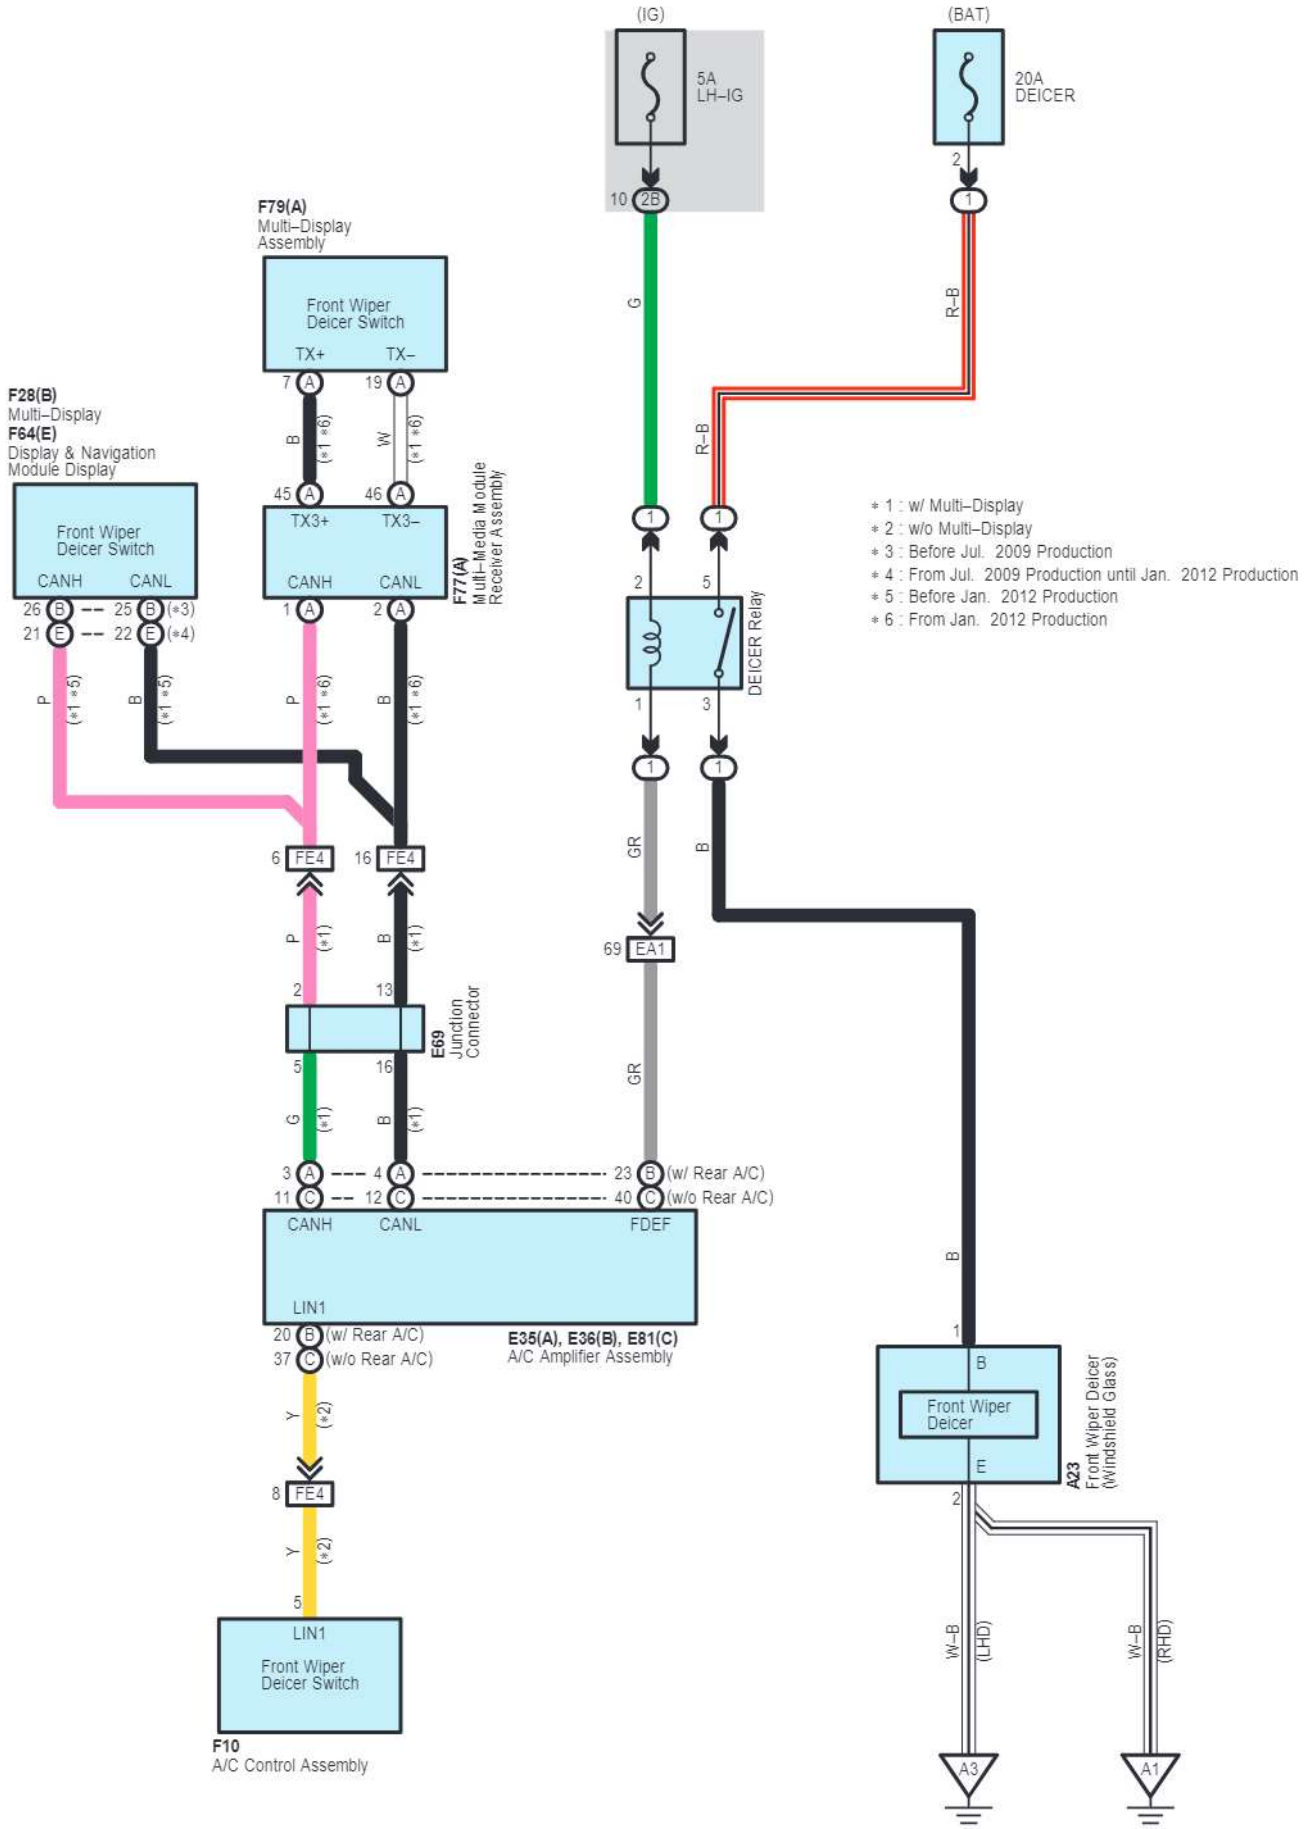 (IG)
(BAT)
5A
LH–IG
20A
DEICER
2
10
2B
1
F79(A)
Multi–Display
Assembly
Front Wiper
Deicer Switch
TX+
TX–
7
A
19
A
G
R–B
B
(*1 *6)
W
(*1 *6)
R–B
F28(B)
Multi–Display
F64(E)
Display & Navigation
Module Display
Front Wiper
Deicer Switch
CANH
CANL
26
B
25
B
(*3)
21
E
22
E
(*4)
45
A
46
A
TX3+
TX3–
CANH
CANL
F77(A)
Multi–Media Module
Receiver Assembly
1
A
2
A
1
1
2
5
DEICER Relay
1
3
1
1
* 1 : w/ Multi–Display
* 2 : w/o Multi–Display
* 3 : Before Jul. 2009 Production
* 4 : From Jul. 2009 Production until Jan. 2012 Production
* 5 : Before Jan. 2012 Production
* 6 : From Jan. 2012 Production
P
(*1 *5)
B
(*1 *5)
P
(*1 *6)
B
(*1 *6)
6
FE4
16
FE4
GR
B
P
(*1)
B
(*1)
69
EA1
2
13
E69
Junction
Connector
5
16
G
(*1)
B
(*1)
GR
3
A
4
A
23
B
(w/ Rear A/C)
11
C
12
C
40
C
(w/o Rear A/C)
CANH
CANL
FDEF
LIN1
20
B
(w/ Rear A/C)
37
C
(w/o Rear A/C)
E35(A), E36(B), E81(C)
A/C Amplifier Assembly
B
1
B
Front Wiper
Deicer
E
2
A23
Front Wiper Deicer
(Windshield Glass)
Y
(*2)
8
FE4
Y
(*2)
5
LIN1
Front Wiper
Deicer Switch
F10
A/C Control Assembly
W–B
(LHD)
W–B
(RHD)
A3
A1